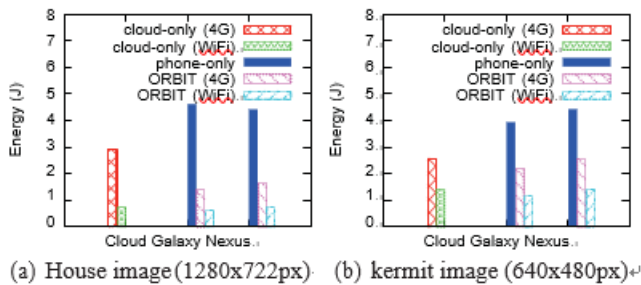 8
7
6
5
4
3
2
1
0
Energy (J)
cloud-only (4G)
cloud-only (WiFi)
phone-only
ORBIT (4G)
ORBIT (WiFi)
Cloud Galaxy Nexus
(a) House image (1280x722px)
8
7
6
5
4
3
2
1
0
Energy (J)
cloud-only (4G)
cloud-only (WiFi)
phone-only
ORBIT (4G)
ORBIT (WiFi)
Cloud Galaxy Nexus
(b) kermit image (640x480px)